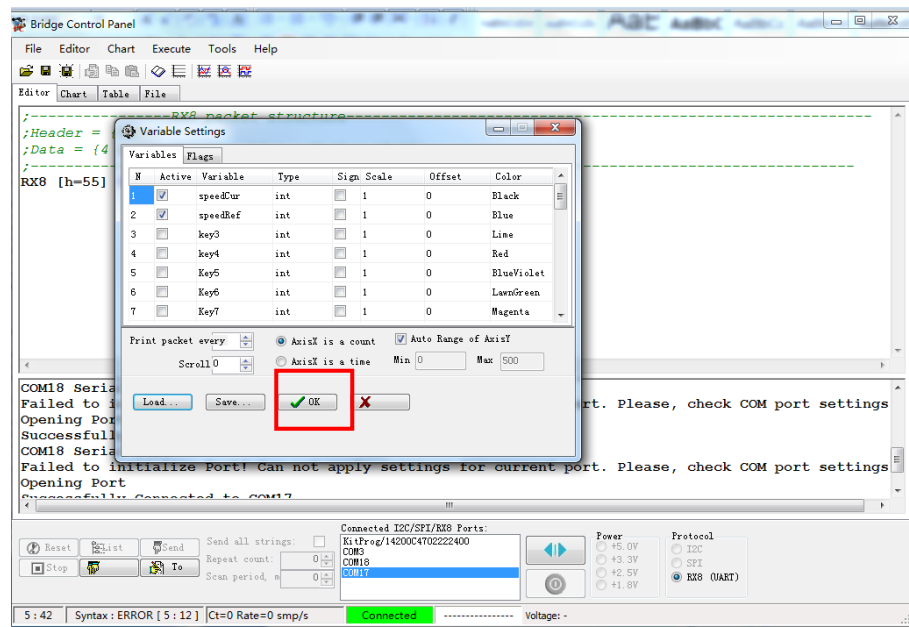 Bridge Control Panel
File Editor Chart Execute Tools Help
Editor Chart Table File
;---------------RX8 packet structure---------------
;Header =
;Data = {4
RX8 [h=55]
Variable Settings
Variables Flags
N Active Variable Type Sign Scale Offset Color
1 speedCur int 1 0 Black
2 speedRef int 1 0 Blue
3 key3 int 1 0 Lime
4 key4 int 1 0 Red
5 Key5 int 1 0 BlueViolet
6 Key6 int 1 0 LawnGreen
7 Key7 int 1 0 Magenta
Print packet every AxisX is a count Auto Range of AxisY
Scroll 0 AxisX is a time Min 0 Max 500
Load... Save... OK
COM18 Seria
Failed to i rt. Please, check COM port settings
Opening Por
Successfull
COM18 Seria
Failed to initialize Port! Can not apply settings for current port. Please, check COM port settings
Opening Port
Successfully Connected to COM17
Connected I2C/SPI/RX8 Ports:
Reset List Send Send all strings: KitProg/14200C4702222400 Power Protocol
Stop To Repeat count: 0 COM3 +5.0V I2C
Scan period, m 0 COM18 +3.3V SPI
COM17 +2.5V RX8 (UART)
+1.8V
5 : 42 Syntax : ERROR [ 5 : 12 ] Ct=0 Rate=0 smp/s Connected ---------------- Voltage: -